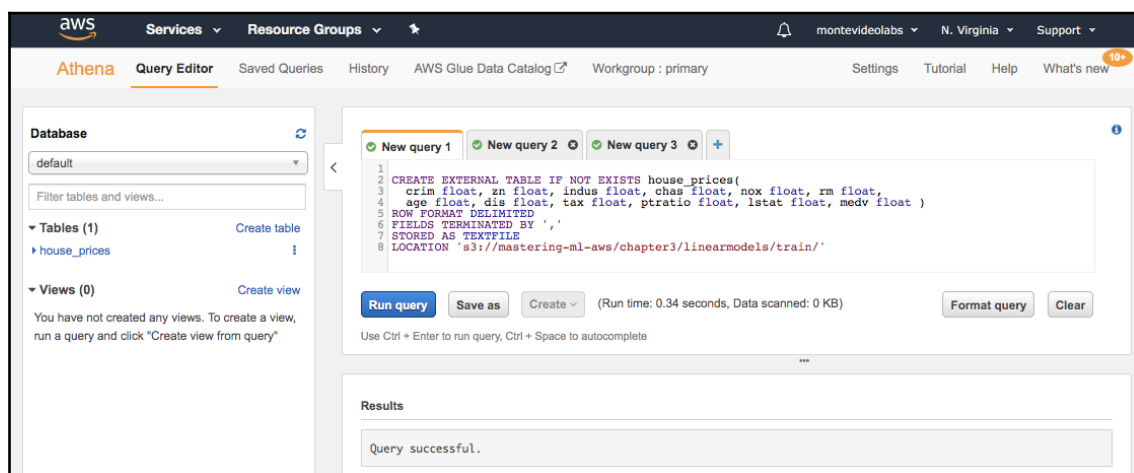 aws Services Resource Groups montevideolabs N. Virginia Support
Athena Query Editor Saved Queries History AWS Glue Data Catalog Workgroup : primary Settings Tutorial Help What's new 10+
Database
default
Filter tables and views...
Tables (1) Create table
house_prices
Views (0) Create view
You have not created any views. To create a view,
run a query and click "Create view from query"
New query 1 New query 2 New query 3 +
1
2 CREATE EXTERNAL TABLE IF NOT EXISTS house_prices(
3 crim float, zn float, indus float, chas float, nox float, rm float,
4 age float, dis float, tax float, ptratio float, lstat float, medv float )
5 ROW FORMAT DELIMITED
6 FIELDS TERMINATED BY ','
7 STORED AS TEXTFILE
8 LOCATION 's3://mastering-ml-aws/chapter3/linearmodels/train/'
Run query Save as Create (Run time: 0.34 seconds, Data scanned: 0 KB) Format query Clear
Use Ctrl + Enter to run query, Ctrl + Space to autocomplete
Results
Query successful.